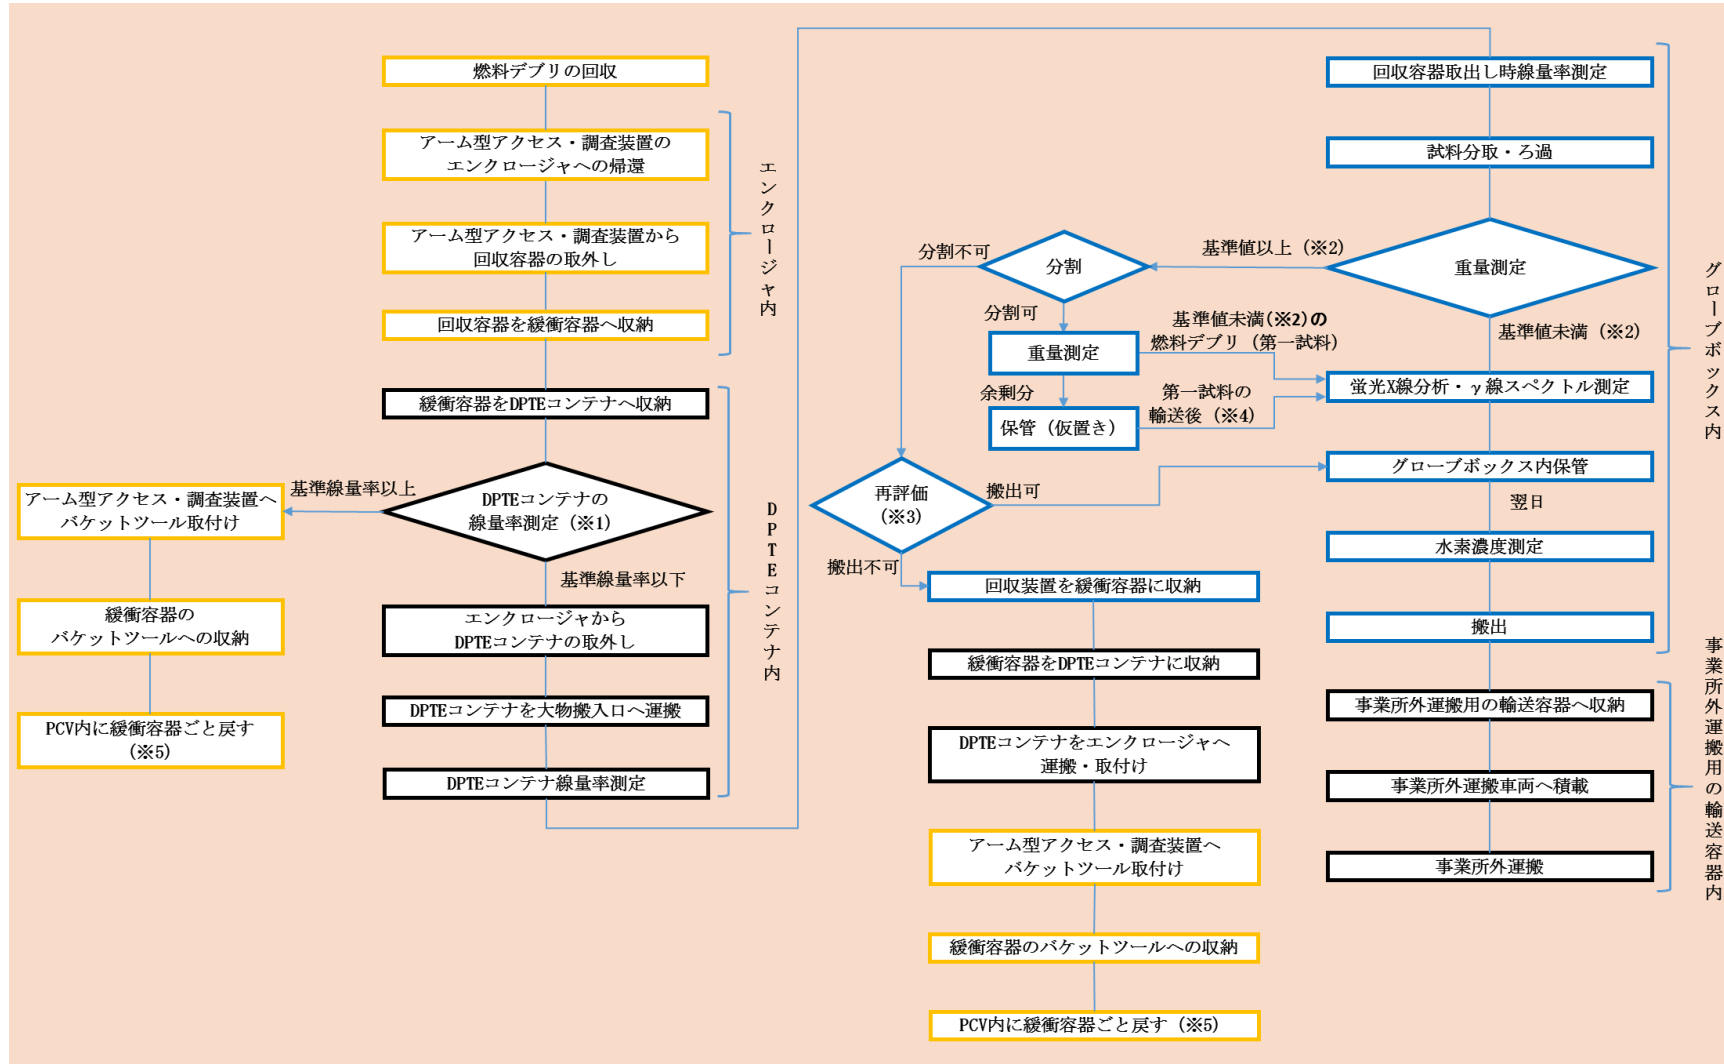 燃料デブリの回収
アーム型アクセス・調査装置の
エンクロージャへの帰還
アーム型アクセス・調査装置から
回収容器の取外し
回収容器を緩衝容器へ収納
エンクロージャ内
緩衝容器をDPTEコンテナへ収納
DPTEコンテナの
線量率測定（※1）
基準線量率以上
アーム型アクセス・調査装置へ
バケットツール取付け
緩衝容器の
バケットツールへの収納
PCV内に緩衝容器ごと戻す
（※5）
基準線量率以下
エンクロージャから
DPTEコンテナの取外し
DPTEコンテナを大物搬入口へ運搬
DPTEコンテナ線量率測定
DPTEコンテナ内
回収容器取出し時線量率測定
試料分取・ろ過
重量測定
基準値以上（※2）
基準値未満（※2）
分割
分割不可
分割可
重量測定
基準値未満(※2)の
燃料デブリ（第一試料）
余剰分
保管（仮置き）
第一試料の
輸送後（※4）
蛍光X線分析・γ線スペクトル測定
再評価
（※3）
搬出可
搬出不可
グローブボックス内保管
翌日
水素濃度測定
搬出
グローブボックス内
回収装置を緩衝容器に収納
緩衝容器をDPTEコンテナに収納
DPTEコンテナをエンクロージャへ
運搬・取付け
アーム型アクセス・調査装置へ
バケットツール取付け
緩衝容器のバケットツールへの収納
PCV内に緩衝容器ごと戻す（※5）
事業所外運搬用の輸送容器へ収納
事業所外運搬車両へ積載
事業所外運搬
事業所外運搬用の輸送容器内